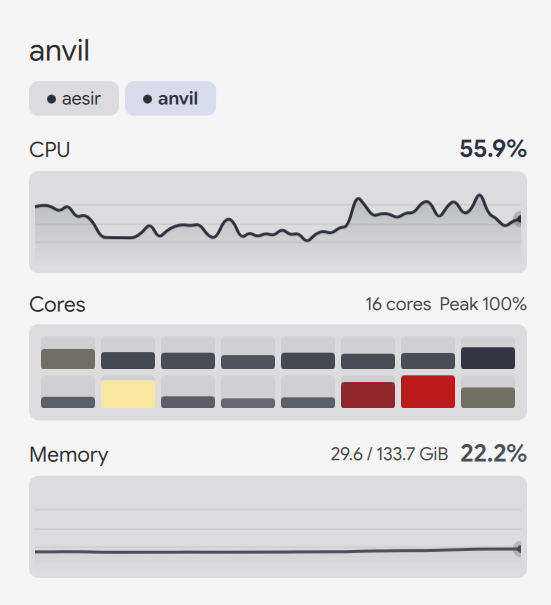 anvil
aesir anvil
CPU 55.9%
Cores 16 cores Peak 100%
Memory 29.6 / 133.7 GiB 22.2%